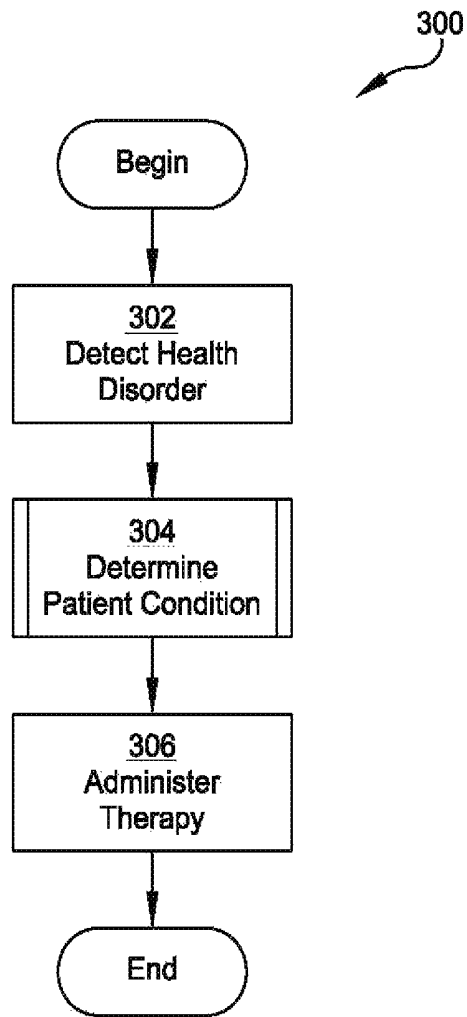 300
Begin
302
Detect Health
Disorder
304
Determine
Patient Condition
306
Administer
Therapy
End